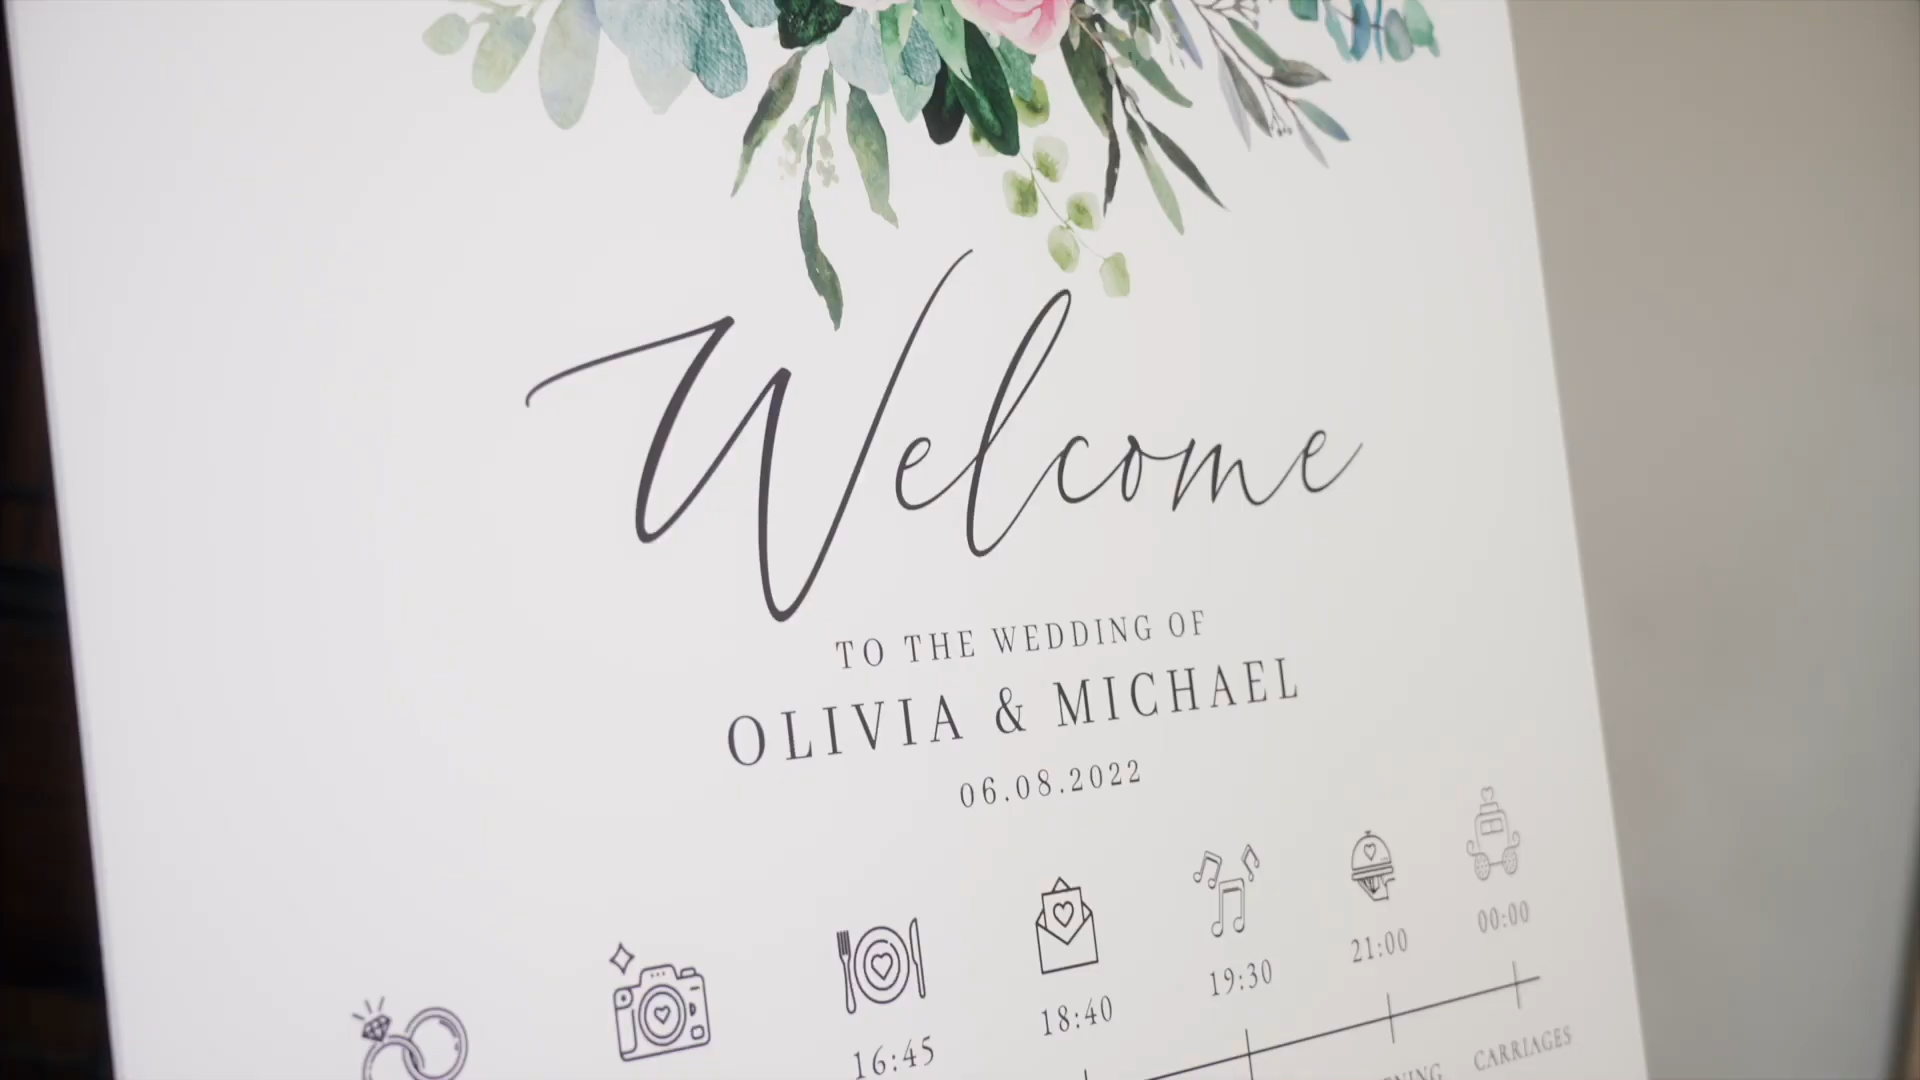 Welcome
TO THE WEDDING OF
OLIVIA & MICHAEL
06.08.2022
16:45
18:40
19:30
21:00
00:00
CARRIAGES